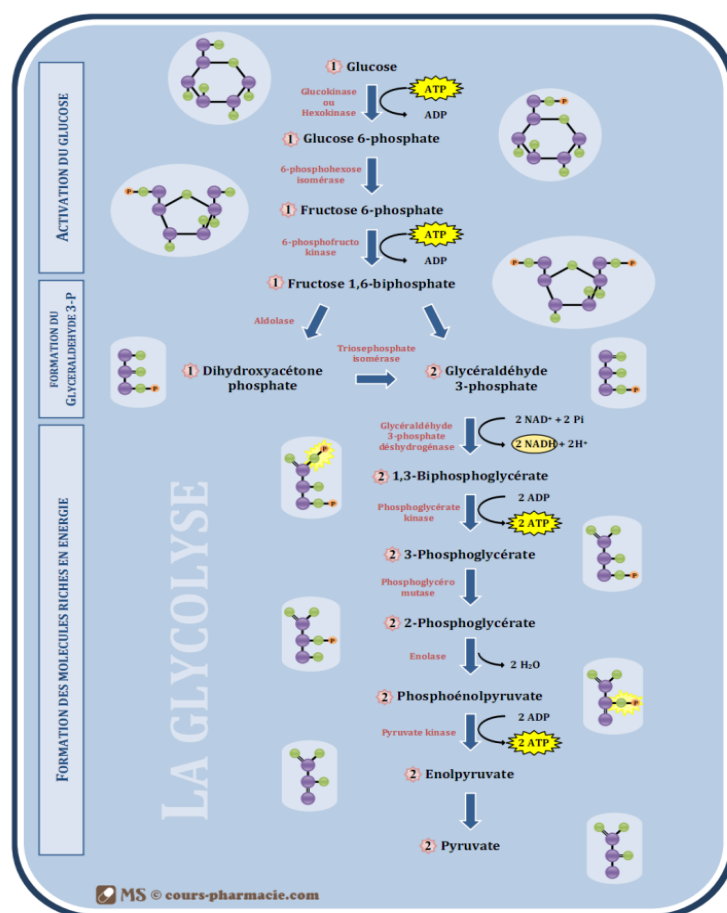 ACTIVATION DU GLUCOSE
1 Glucose
Glucokinase
ou
Hexokinase
ATP
ADP
P
1 Glucose 6-phosphate
6-phosphohexose
isomérase
P
1 Fructose 6-phosphate
6-phosphofructo
kinase
ATP
ADP
P P
1 Fructose 1,6-biphosphate
FORMATION DU
GLYCERALDEHYDE 3-P
Aldolase
Triosephosphate
isomérase
1 Dihydroxyacétone
phosphate
P
2 Glycéraldéhyde
3-phosphate
P
FORMATION DES MOLECULES RICHES EN ENERGIE
LA GLYCOLYSE
Glycéraldéhyde
3-phosphate
déshydrogénase
2 NAD⁺ + 2 Pi
2 NADH + 2H⁺
P
P
2 1,3-Biphosphoglycérate
Phosphoglycérate
kinase
2 ADP
2 ATP
2 3-Phosphoglycérate
P
Phosphoglycéro
mutase
2 2-Phosphoglycérate
P
Enolase
2 H₂O
2 Phosphoénolpyruvate
P
Pyruvate kinase
2 ADP
2 ATP
2 Enolpyruvate
2 Pyruvate
MS © cours-pharmacie.com